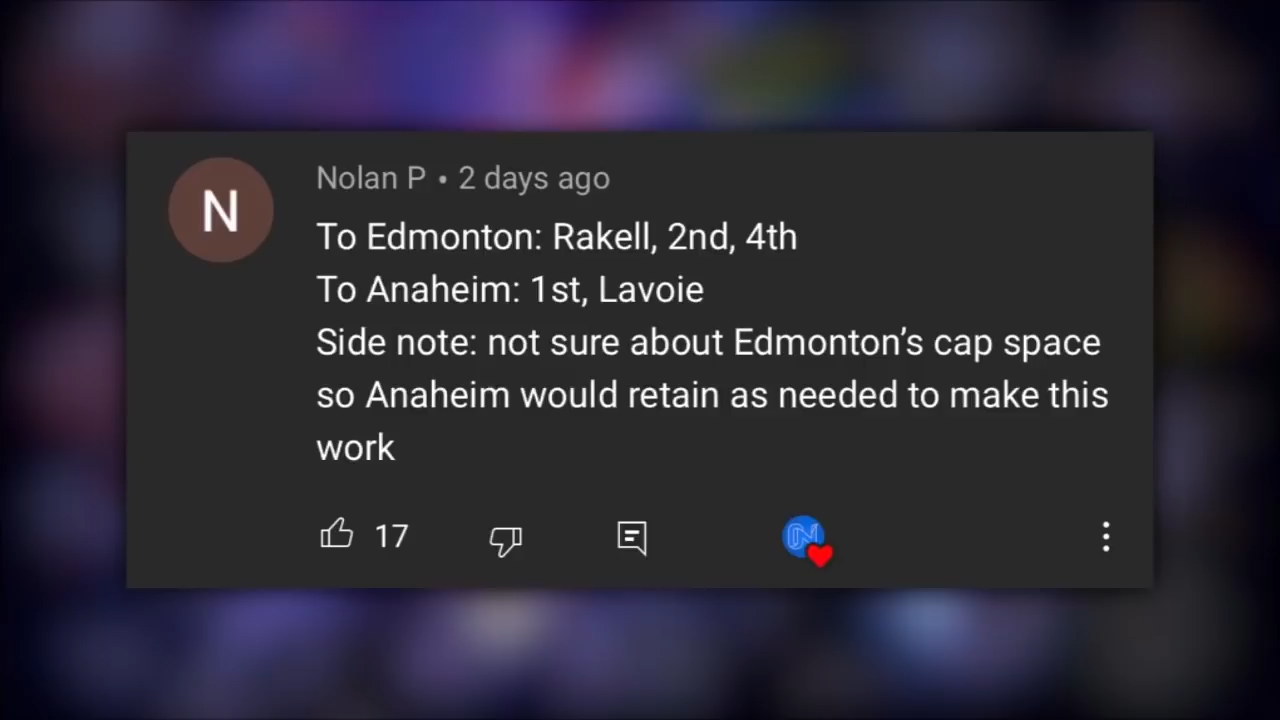 N
Nolan P • 2 days ago
To Edmonton: Rakell, 2nd, 4th
To Anaheim: 1st, Lavoie
Side note: not sure about Edmonton’s cap space
so Anaheim would retain as needed to make this
work
17
N